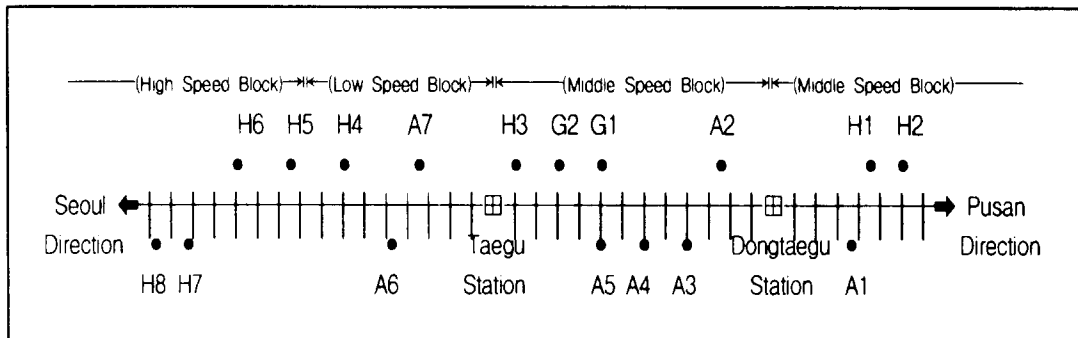 (High Speed Block) (Low Speed Block) (Middle Speed Block) (Middle Speed Block)
H6 H5 H4 A7 H3 G2 G1 A2 H1 H2
Seoul Pusan
Direction Taegu Dongtaegu Direction
H8 H7 A6 Station A5 A4 A3 Station A1